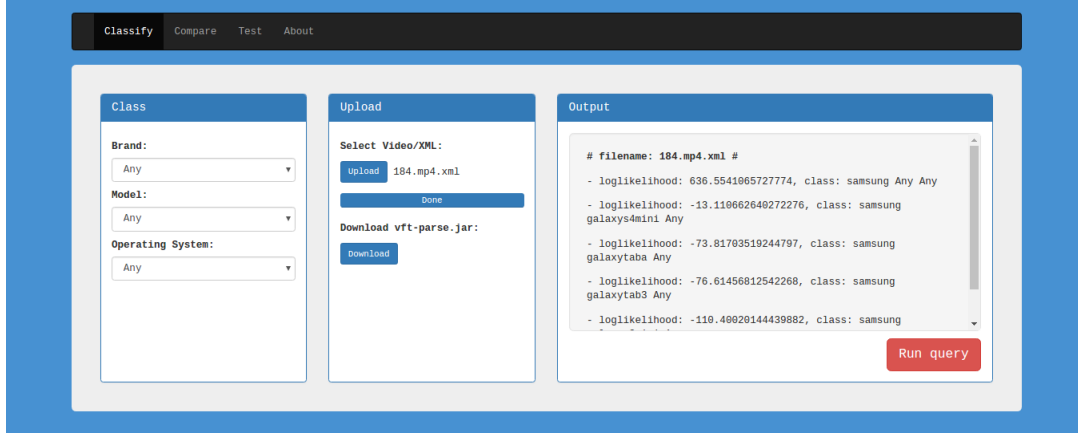 Classify Compare Test About
Class
Brand:
Any
Model:
Any
Operating System:
Any
Upload
Select Video/XML:
Upload 184.mp4.xml
Done
Download vft-parse.jar:
Download
Output
# filename: 184.mp4.xml #
- loglikelihood: 636.5541065727774, class: samsung Any Any
- loglikelihood: -13.110662640272276, class: samsung
galaxys4mini Any
- loglikelihood: -73.81703519244797, class: samsung
galaxytaba Any
- loglikelihood: -76.61456812542268, class: samsung
galaxytab3 Any
- loglikelihood: -110.40020144439882, class: samsung
Run query